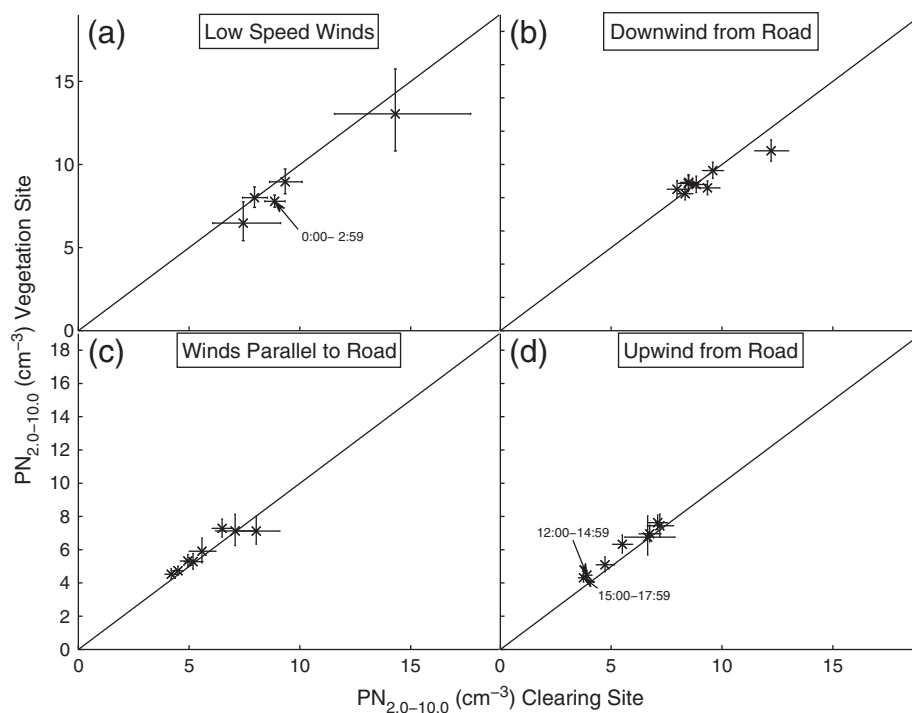 (a) Low Speed Winds
(b) Downwind from Road
15
10
5
0
0:00− 2:59
PN2.0−10.0 (cm−3) Vegetation Site
(c) Winds Parallel to Road
(d) Upwind from Road
18
16
14
12
10
8
6
4
2
0
12:00−14:59
15:00−17:59
0 5 10 15 0 5 10 15
PN2.0−10.0 (cm−3) Clearing Site